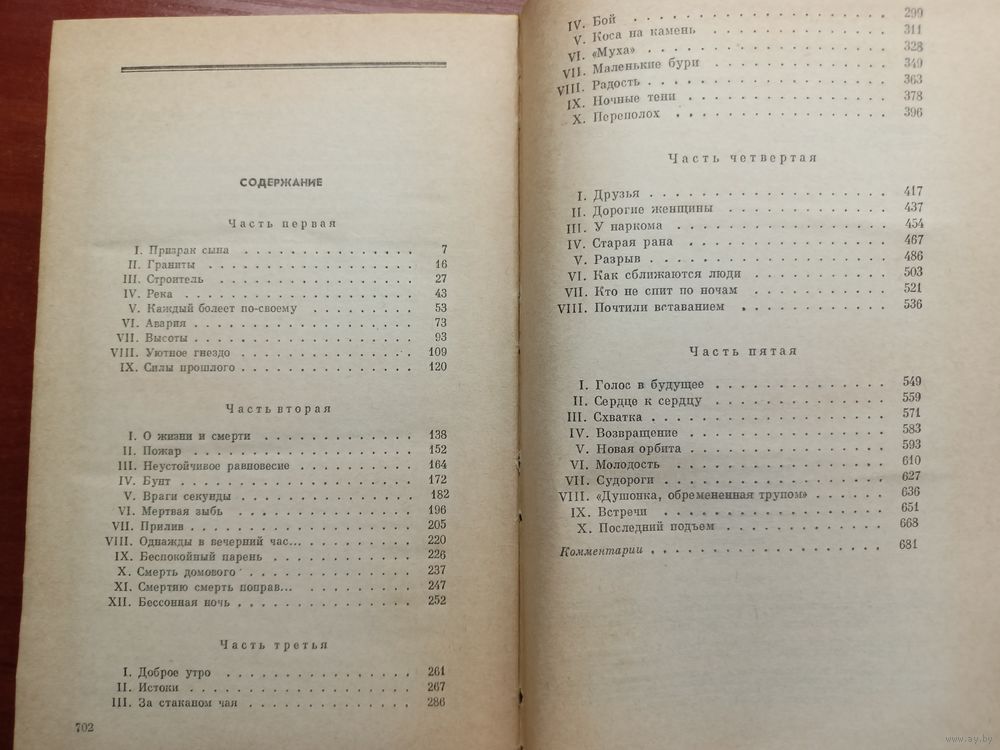 СОДЕРЖАНИЕ
Часть первая
I. Призрак сына . . . . . . . . . . . . . 7
II. Граниты . . . . . . . . . . . . . 16
III. Строитель . . . . . . . . . . . . . 27
IV. Река . . . . . . . . . . . . . 43
V. Каждый болеет по-своему . . . . . . . . 53
VI. Авария . . . . . . . . . . . . . 73
VII. Высоты . . . . . . . . . . . . . 93
VIII. Уютное гнездо . . . . . . . . . . . 109
IX. Силы прошлого . . . . . . . . . . . 120
Часть вторая
I. О жизни и смерти . . . . . . . . . . 138
II. Пожар . . . . . . . . . . . . . 152
III. Неустойчивое равновесие . . . . . . . . 164
IV. Бунт . . . . . . . . . . . . . 172
V. Враги секунды . . . . . . . . . . . 182
VI. Мертвая зыбь . . . . . . . . . . . 196
VII. Прилив . . . . . . . . . . . . . 205
VIII. Однажды в вечерний час... . . . . . . . 220
IX. Беспокойный парень . . . . . . . . . 226
X. Смерть домового . . . . . . . . . . 237
XI. Смертию смерть поправ... . . . . . . . 247
XII. Бессонная ночь . . . . . . . . . . . 252
Часть третья
I. Доброе утро . . . . . . . . . . . . 261
II. Истоки . . . . . . . . . . . . . 267
III. За стаканом чая . . . . . . . . . . 286
702
IV. Бой . . . . . . . . . . . . . 299
V. Коса на камень . . . . . . . . . . . 311
VI. «Муха» . . . . . . . . . . . . . 328
VII. Маленькие бури . . . . . . . . . . . 349
VIII. Радость . . . . . . . . . . . . . 363
IX. Ночные тени . . . . . . . . . . . . 378
X. Переполох . . . . . . . . . . . . . 396
Часть четвертая
I. Друзья . . . . . . . . . . . . . 417
II. Дорогие женщины . . . . . . . . . . 437
III. У наркома . . . . . . . . . . . . . 454
IV. Старая рана . . . . . . . . . . . . 467
V. Разрыв . . . . . . . . . . . . . 486
VI. Как сближаются люди . . . . . . . . . 503
VII. Кто не спит по ночам . . . . . . . . . 521
VIII. Почтили вставанием . . . . . . . . . 536
Часть пятая
I. Голос в будущее . . . . . . . . . . . 549
II. Сердце к сердцу . . . . . . . . . . . 559
III. Схватка . . . . . . . . . . . . . 571
IV. Возвращение . . . . . . . . . . . . 583
V. Новая орбита . . . . . . . . . . . . 593
VI. Молодость . . . . . . . . . . . . . 610
VII. Судороги . . . . . . . . . . . . . 627
VIII. «Душонка, обремененная трупом» . . . . . . 636
IX. Встречи . . . . . . . . . . . . . 651
X. Последний подъем . . . . . . . . . . 668
Комментарии . . . . . . . . . . . . . 681
www.ay.by